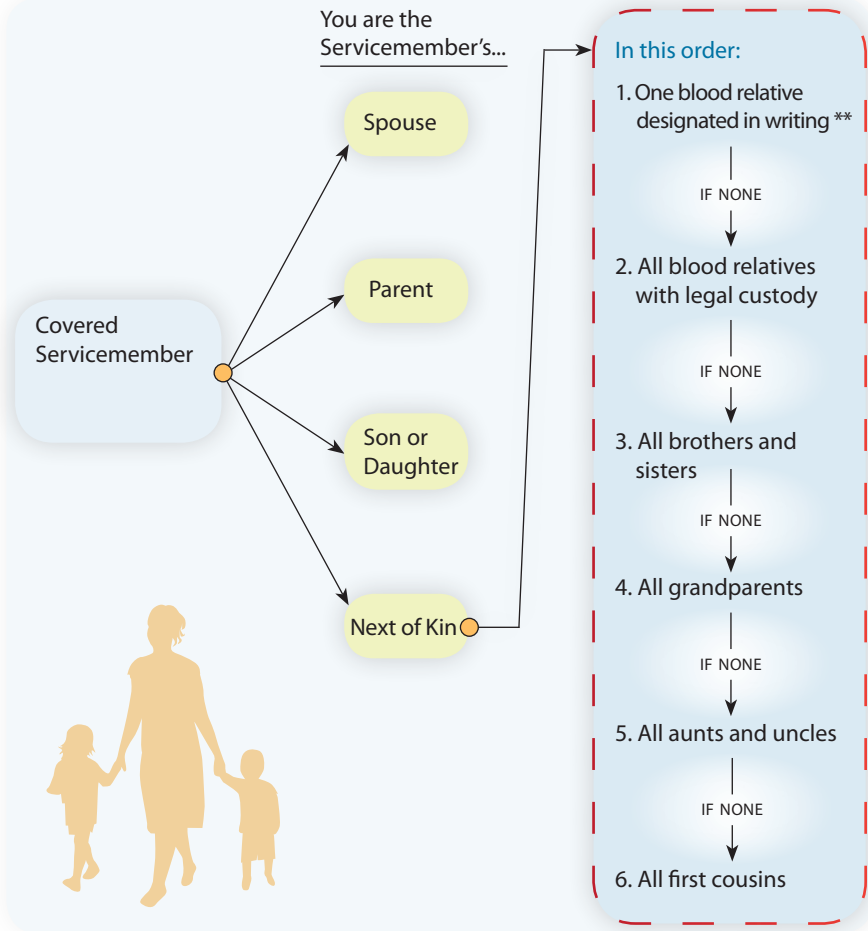 You are the
Servicemember's...
Spouse
Parent
Covered
Servicemember
Son or
Daughter
Next of Kin
In this order:
1. One blood relative
designated in writing **
IF NONE
2. All blood relatives
with legal custody
IF NONE
3. All brothers and
sisters
IF NONE
4. All grandparents
IF NONE
5. All aunts and uncles
IF NONE
6. All first cousins